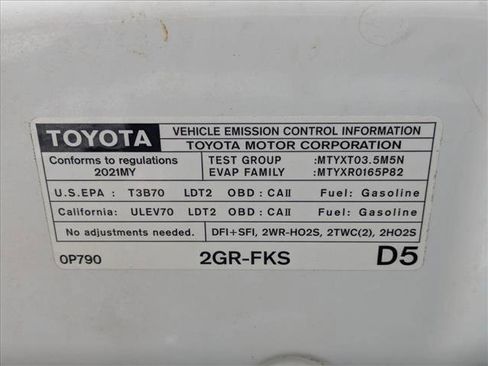 TOYOTA
VEHICLE EMISSION CONTROL INFORMATION
TOYOTA MOTOR CORPORATION
Conforms to regulations
2021MY
TEST GROUP :MTYXT03.5M5N
EVAP FAMILY :MTYXR0165P82
U.S.EPA : T3B70 LDT2 OBD : CAII Fuel: Gasoline
California: ULEV70 LDT2 OBD : CAII Fuel: Gasoline
No adjustments needed. DFI+SFI, 2WR-HO2S, 2TWC(2), 2HO2S
0P790 2GR-FKS D5